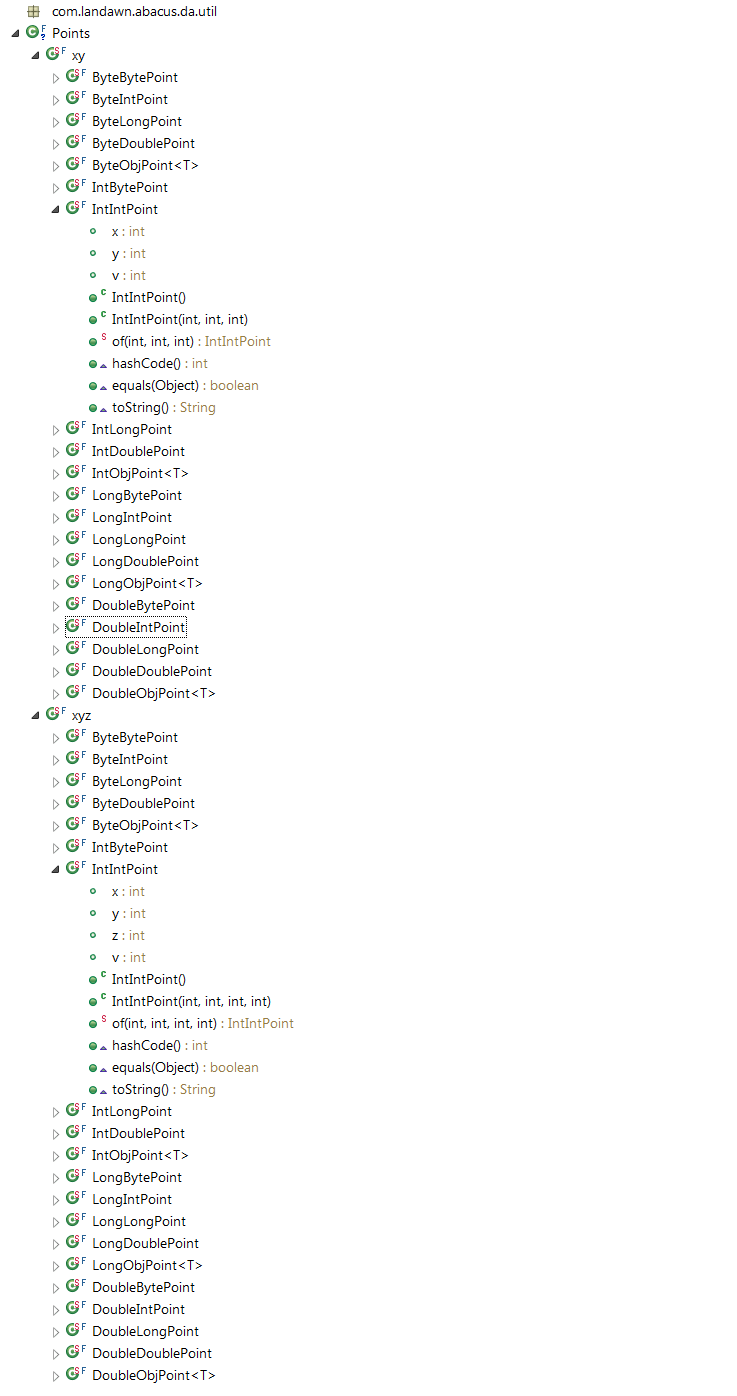 com.landawn.abacus.da.util
Points
xy
ByteBytePoint
ByteIntPoint
ByteLongPoint
ByteDoublePoint
ByteObjPoint<T>
IntBytePoint
IntIntPoint
x : int
y : int
v : int
IntIntPoint()
IntIntPoint(int, int, int)
of(int, int, int) : IntIntPoint
hashCode() : int
equals(Object) : boolean
toString() : String
IntLongPoint
IntDoublePoint
IntObjPoint<T>
LongBytePoint
LongIntPoint
LongLongPoint
LongDoublePoint
LongObjPoint<T>
DoubleBytePoint
DoubleIntPoint
DoubleLongPoint
DoubleDoublePoint
DoubleObjPoint<T>
xyz
ByteBytePoint
ByteIntPoint
ByteLongPoint
ByteDoublePoint
ByteObjPoint<T>
IntBytePoint
IntIntPoint
x : int
y : int
z : int
v : int
IntIntPoint()
IntIntPoint(int, int, int, int)
of(int, int, int, int) : IntIntPoint
hashCode() : int
equals(Object) : boolean
toString() : String
IntLongPoint
IntDoublePoint
IntObjPoint<T>
LongBytePoint
LongIntPoint
LongLongPoint
LongDoublePoint
LongObjPoint<T>
DoubleBytePoint
DoubleIntPoint
DoubleLongPoint
DoubleDoublePoint
DoubleObjPoint<T>